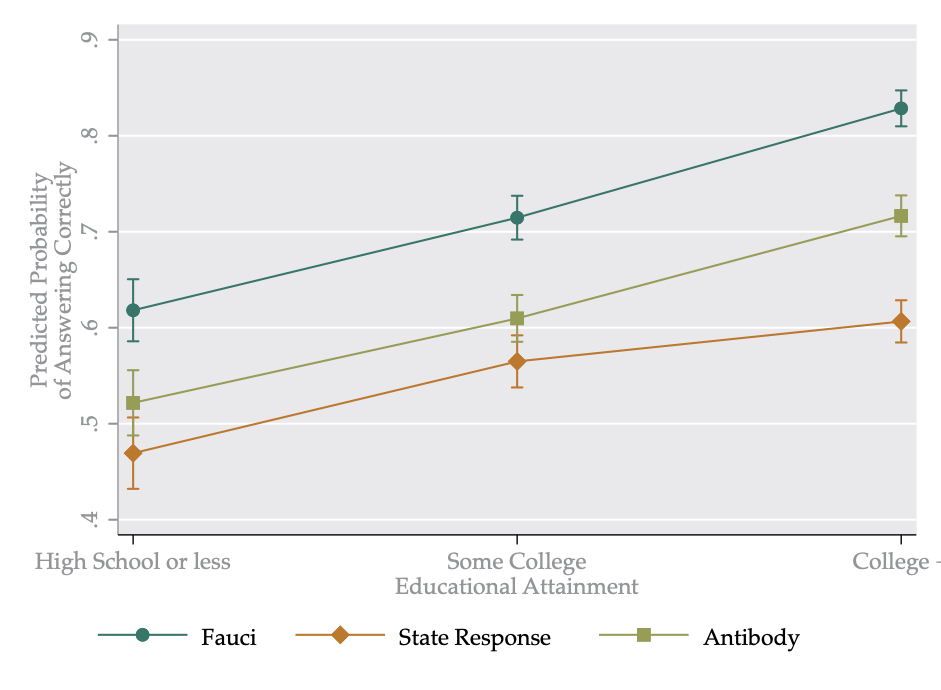 .9
.8
.7
.6
.5
.4
Predicted Probability
of Answering Correctly
High School or less
Some College
College -
Educational Attainment
Fauci
State Response
Antibody